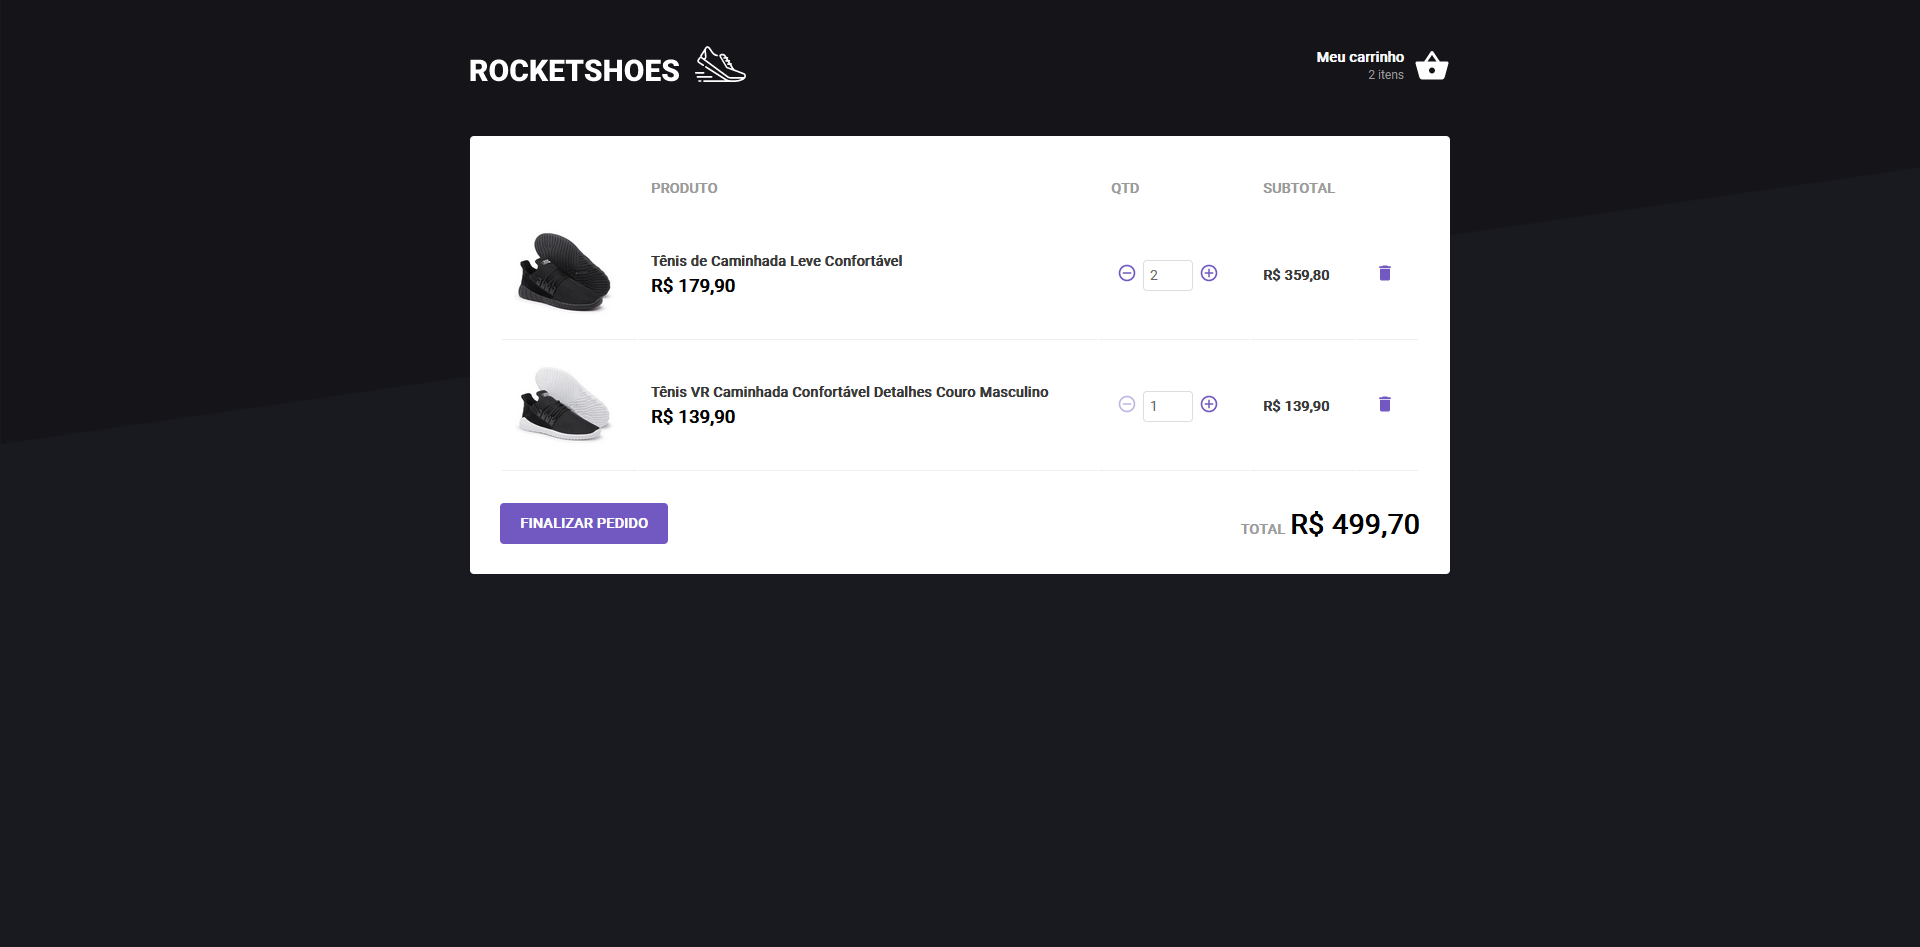 ROCKETSHOES
Meu carrinho
2 itens
PRODUTO QTD SUBTOTAL
Tênis de Caminhada Leve Confortável
R$ 179,90
2
R$ 359,80
Tênis VR Caminhada Confortável Detalhes Couro Masculino
R$ 139,90
1
R$ 139,90
FINALIZAR PEDIDO
TOTAL R$ 499,70